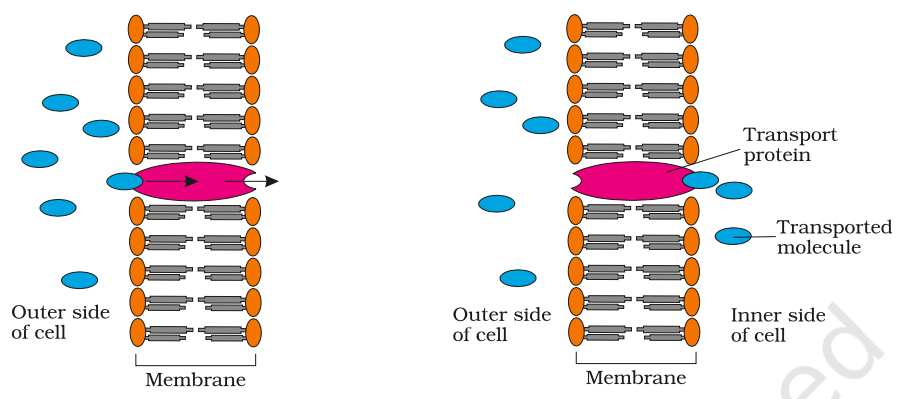 Outer side
of cell
Membrane
Transport
protein
Transported
molecule
Outer side
of cell
Inner side
of cell
Membrane